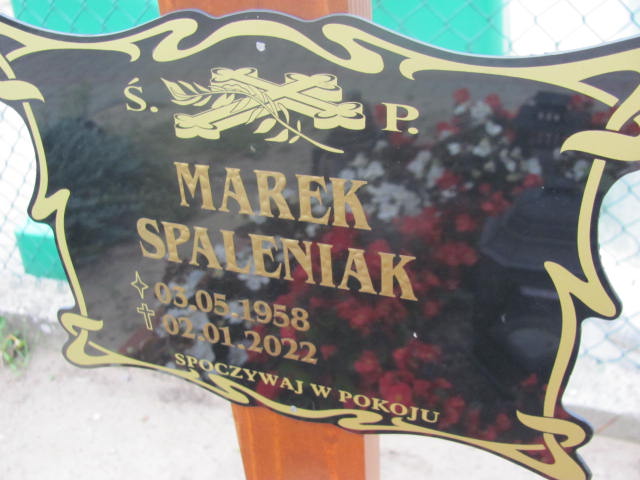 Ś. P.
MAREK
SPALENIAK
03.05.1958
02.01.2022
SPOCZYWAJ W POKOJU